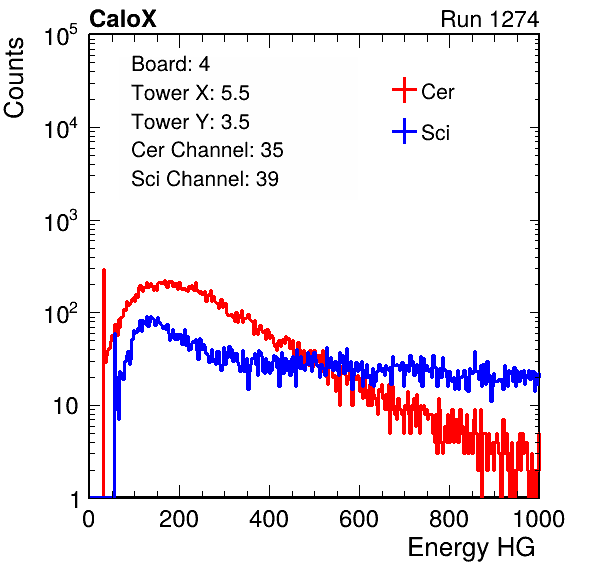 CaloX Run 1274
10^5
Board: 4
Tower X: 5.5
Tower Y: 3.5
Cer Channel: 35
Sci Channel: 39
Cer
Sci
Counts
10^4
10^3
10^2
10
1
0 200 400 600 800 1000
Energy HG